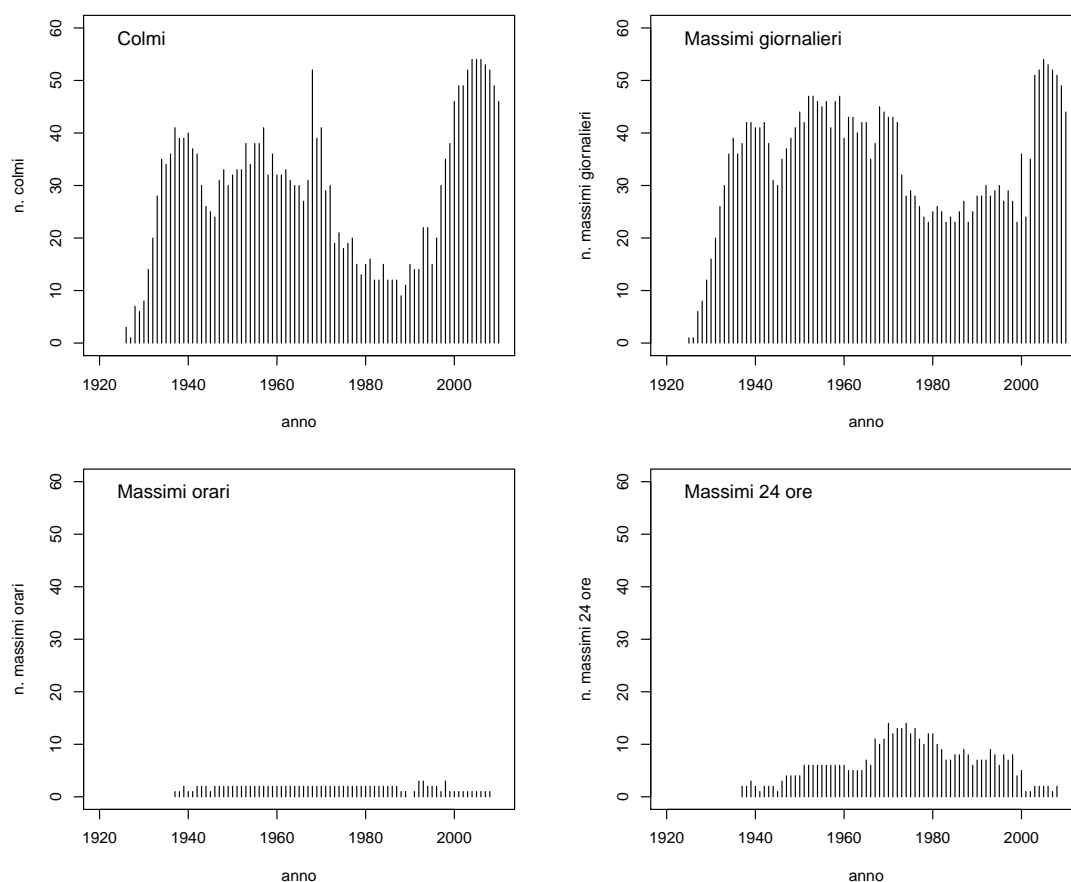 Colmi
n. colmi
60
50
40
30
20
10
0
1920 1940 1960 1980 2000
anno
Massimi giornalieri
n. massimi giornalieri
60
50
40
30
20
10
0
1920 1940 1960 1980 2000
anno
Massimi orari
n. massimi orari
60
50
40
30
20
10
0
1920 1940 1960 1980 2000
anno
Massimi 24 ore
n. massimi 24 ore
60
50
40
30
20
10
0
1920 1940 1960 1980 2000
anno